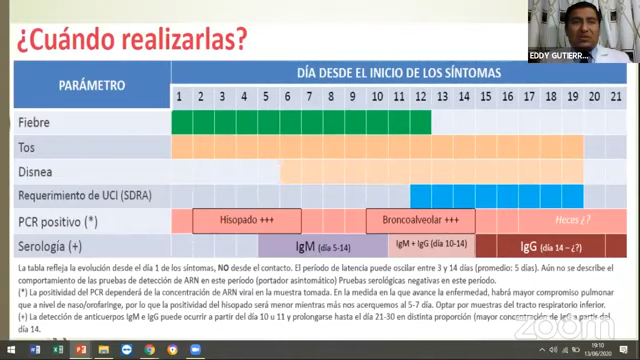 ¿Cuándo realizarlas?
EDDY GUTIERR...
PARÁMETRO
DÍA DESDE EL INICIO DE LOS SÍNTOMAS
1 2 3 4 5 6 7 8 9 10 11 12 13 14 15 16 17 18 19 20 21
Fiebre
Tos
Disnea
Requerimiento de UCI (SDRA)
PCR positivo (*) Hisopado +++ Broncoalveolar +++ Heces ¿?
Serología (+) IgM (día 5-14) IgM + IgG (día 10-14) IgG (día 14 – ¿?)
La tabla refleja la evolución desde el día 1 de los síntomas, NO desde el contacto. El período de latencia puede oscilar entre 3 y 14 días (promedio: 5 días). Aún no se describe el
comportamiento de las pruebas de detección de ARN en este período (portador asintomático) Pruebas serológicas negativas en este período.
(*) La positividad del PCR dependerá de la concentración de ARN viral en la muestra tomada. En la medida en la que avance la enfermedad, habrá mayor compromiso pulmonar
que a nivel de naso/orofaringe, por lo que la positividad del hisopado será menor mientras más nos acerquemos al 5-7 día. Optar por muestras del tracto respiratorio inferior.
(+) La detección de anticuerpos IgM e IgG puede ocurrir a partir del día 10 u 11 y prolongarse hasta el día 21-30 en distinta proporción (mayor concentración de IgG a partir del
día 14.
zoom
19:10
13/06/2020